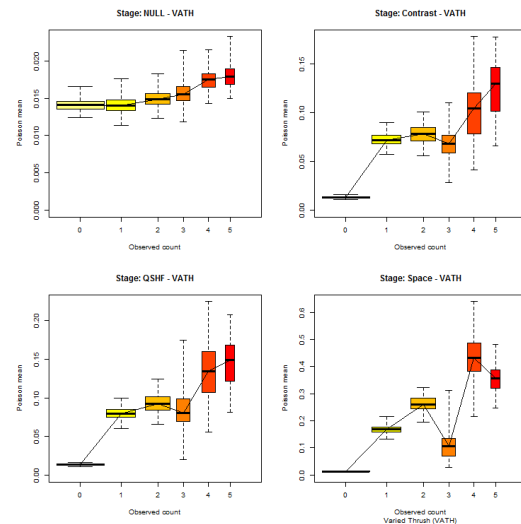 Stage: NULL - VATH
Poisson mean
0.000
0.005
0.010
0.015
0.020
0 1 2 3 4 5
Observed count
Stage: Contrast - VATH
Poisson mean
0.00
0.05
0.10
0.15
0 1 2 3 4 5
Observed count
Stage: QSHF - VATH
Poisson mean
0.00
0.05
0.10
0.15
0.20
0 1 2 3 4 5
Observed count
Stage: Space - VATH
Poisson mean
0.0
0.1
0.2
0.3
0.4
0.5
0.6
0 1 2 3 4 5
Observed count
Varied Thrush (VATH)